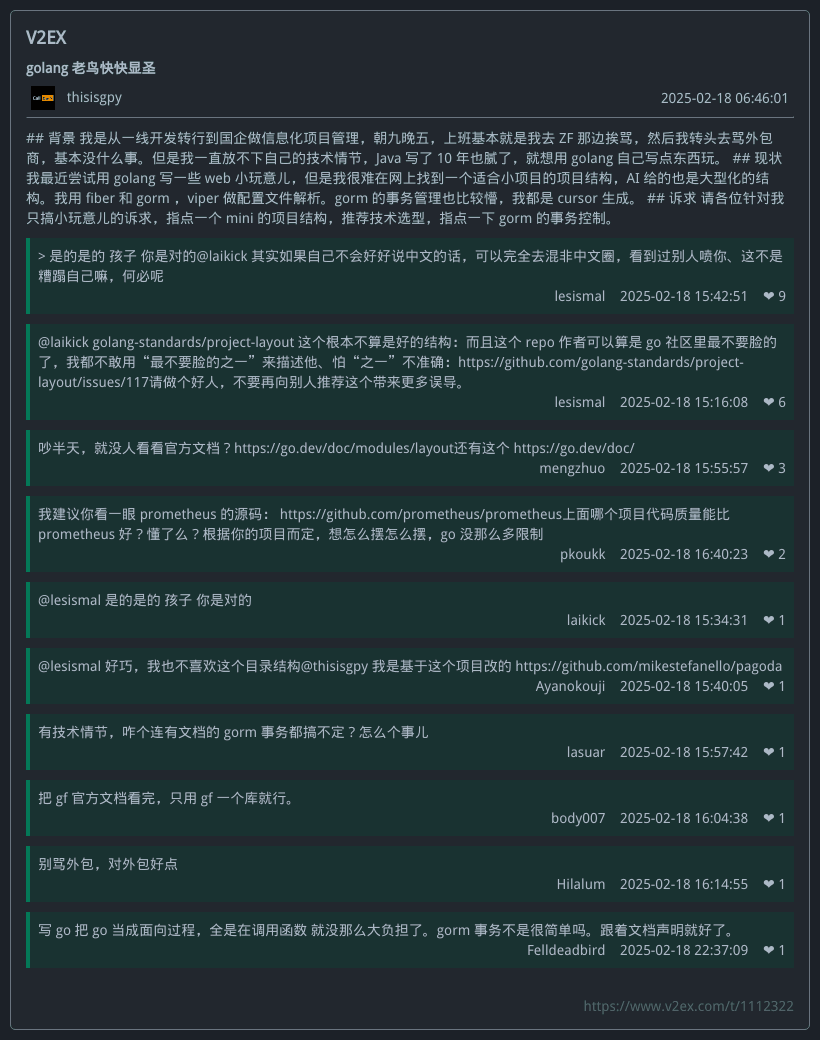 V2EX
golang 老鸟快快显圣
Call Back thisisgpy 2025-02-18 06:46:01
## 背景 我是从一线开发转行到国企做信息化项目管理，朝九晚五，上班基本就是我去 ZF 那边挨骂，然后我转头去骂外包
商，基本没什么事。但是我一直放不下自己的技术情节，Java 写了 10 年也腻了，就想用 golang 自己写点东西玩。 ## 现状
我最近尝试用 golang 写一些 web 小玩意儿，但是我很难在网上找到一个适合小项目的项目结构，AI 给的也是大型化的结
构。我用 fiber 和 gorm ，viper 做配置文件解析。gorm 的事务管理也比较懵，我都是 cursor 生成。 ## 诉求 请各位针对我
只搞小玩意儿的诉求，指点一个 mini 的项目结构，推荐技术选型，指点一下 gorm 的事务控制。
> 是的是的 孩子 你是对的@laikick 其实如果自己不会好好说中文的话，可以完全去混非中文圈，看到过别人喷你、这不是
糟蹋自己嘛，何必呢
lesismal 2025-02-18 15:42:51 ❤ 9
@laikick golang-standards/project-layout 这个根本不算是好的结构：而且这个 repo 作者可以算是 go 社区里最不要脸的
了，我都不敢用“最不要脸的之一”来描述他、怕“之一”不准确：https://github.com/golang-standards/project-
layout/issues/117请做个好人，不要再向别人推荐这个带来更多误导。
lesismal 2025-02-18 15:16:08 ❤ 6
吵半天，就没人看看官方文档？https://go.dev/doc/modules/layout还有这个 https://go.dev/doc/
mengzhuo 2025-02-18 15:55:57 ❤ 3
我建议你看一眼 prometheus 的源码： https://github.com/prometheus/prometheus上面哪个项目代码质量能比
prometheus 好？懂了么？根据你的项目而定，想怎么摆怎么摆，go 没那么多限制
pkoukk 2025-02-18 16:40:23 ❤ 2
@lesismal 是的是的 孩子 你是对的
laikick 2025-02-18 15:34:31 ❤ 1
@lesismal 好巧，我也不喜欢这个目录结构@thisisgpy 我是基于这个项目改的 https://github.com/mikestefanello/pagoda
Ayanokouji 2025-02-18 15:40:05 ❤ 1
有技术情节，咋个连有文档的 gorm 事务都搞不定？怎么个事儿
lasuar 2025-02-18 15:57:42 ❤ 1
把 gf 官方文档看完，只用 gf 一个库就行。
body007 2025-02-18 16:04:38 ❤ 1
别骂外包，对外包好点
Hilalum 2025-02-18 16:14:55 ❤ 1
写 go 把 go 当成面向过程，全是在调用函数 就没那么大负担了。gorm 事务不是很简单吗。跟着文档声明就好了。
Felldeadbird 2025-02-18 22:37:09 ❤ 1
https://www.v2ex.com/t/1112322